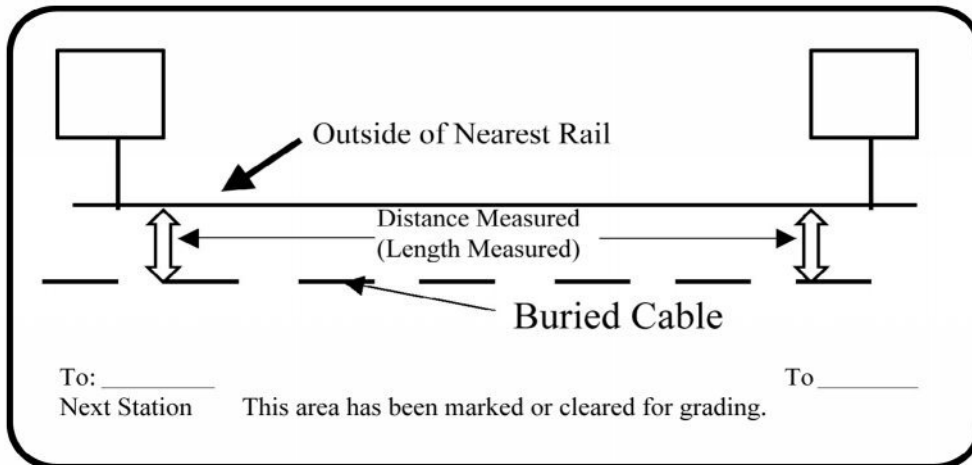 Outside of Nearest Rail
Distance Measured
(Length Measured)
Buried Cable
To: _________ To ________
Next Station This area has been marked or cleared for grading.